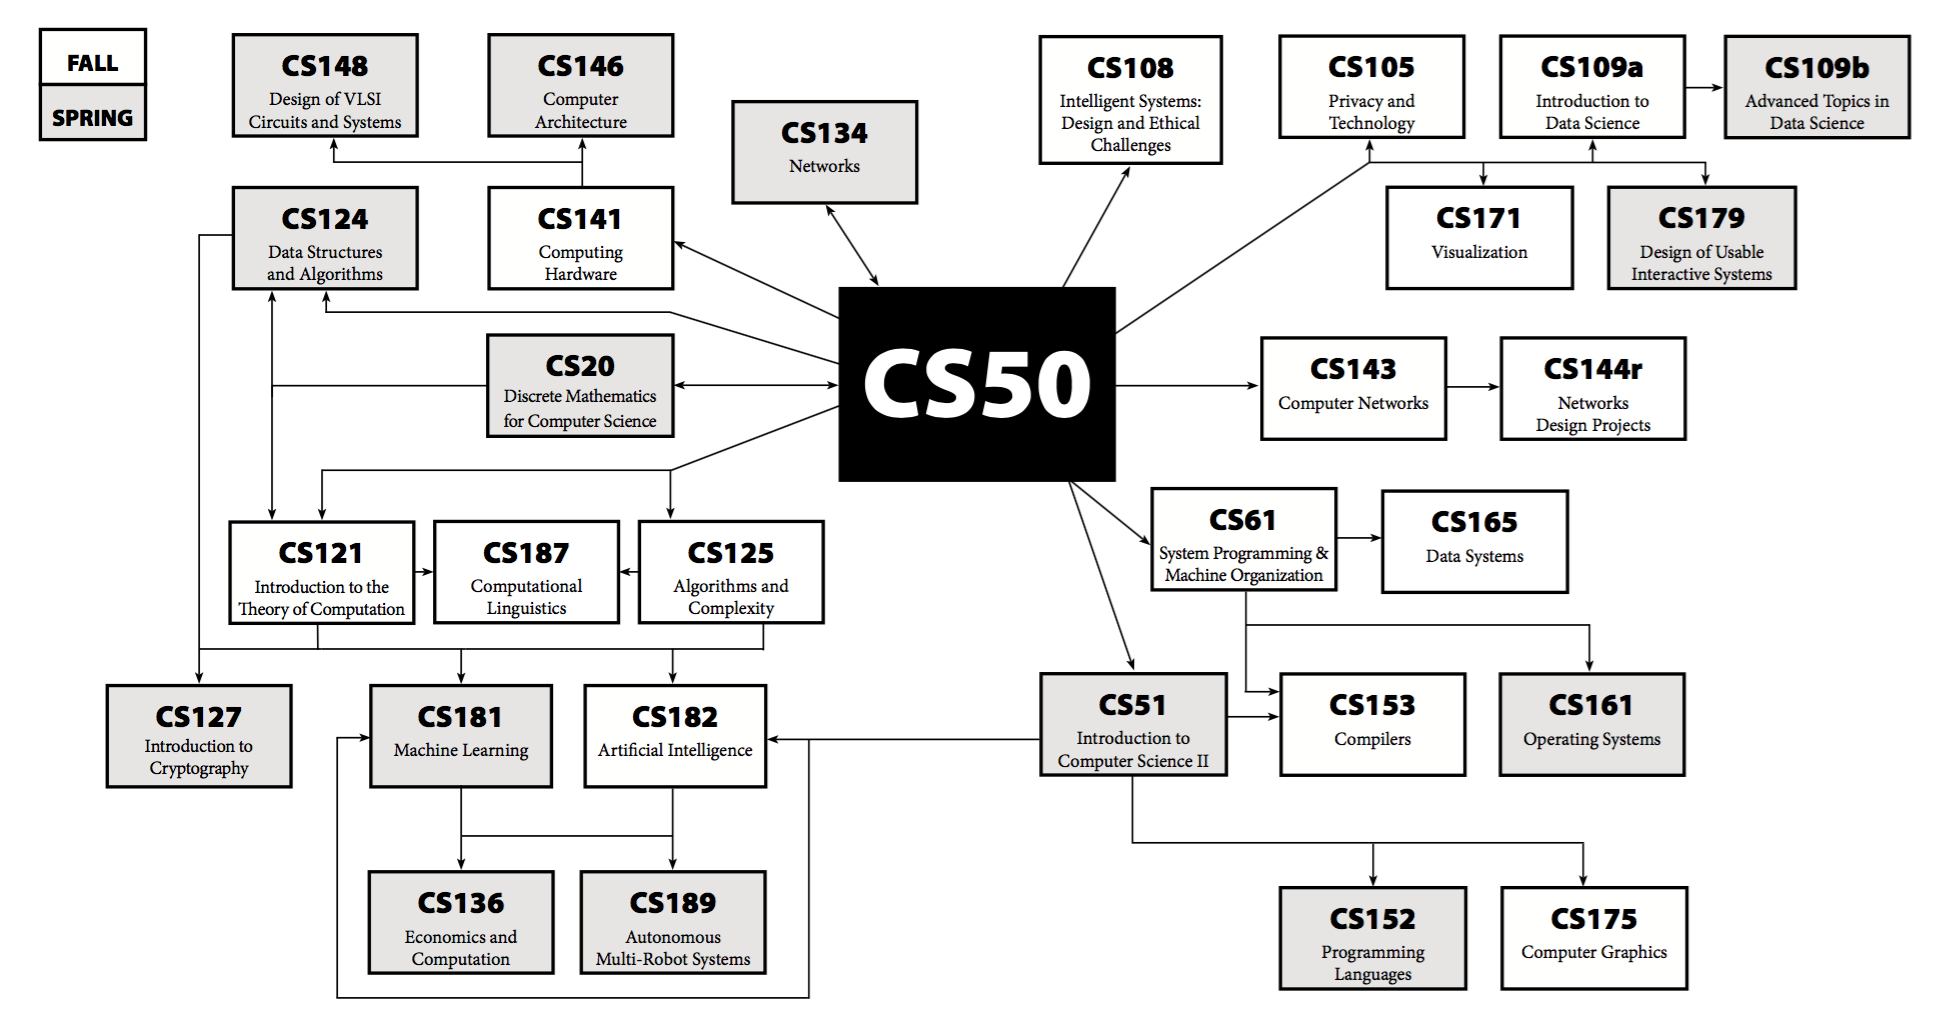 FALL
SPRING
CS148
Design of VLSI
Circuits and Systems
CS146
Computer
Architecture
CS134
Networks
CS108
Intelligent Systems:
Design and Ethical
Challenges
CS105
Privacy and
Technology
CS109a
Introduction to
Data Science
CS109b
Advanced Topics in
Data Science
CS124
Data Structures
and Algorithms
CS141
Computing
Hardware
CS171
Visualization
CS179
Design of Usable
Interactive Systems
CS50
CS20
Discrete Mathematics
for Computer Science
CS143
Computer Networks
CS144r
Networks
Design Projects
CS121
Introduction to the
Theory of Computation
CS187
Computational
Linguistics
CS125
Algorithms and
Complexity
CS61
System Programming &
Machine Organization
CS165
Data Systems
CS127
Introduction to
Cryptography
CS181
Machine Learning
CS182
Artificial Intelligence
CS51
Introduction to
Computer Science II
CS153
Compilers
CS161
Operating Systems
CS136
Economics and
Computation
CS189
Autonomous
Multi-Robot Systems
CS152
Programming
Languages
CS175
Computer Graphics